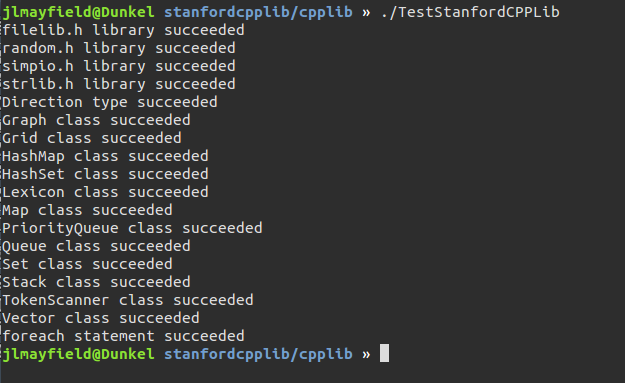 jlmayfield@Dunkel stanfordcpplib/cpplib » ./TestStanfordCPPLib
filelib.h library succeeded
random.h library succeeded
simpio.h library succeeded
strlib.h library succeeded
Direction type succeeded
Graph class succeeded
Grid class succeeded
HashMap class succeeded
HashSet class succeeded
Lexicon class succeeded
Map class succeeded
PriorityQueue class succeeded
Queue class succeeded
Set class succeeded
Stack class succeeded
TokenScanner class succeeded
Vector class succeeded
foreach statement succeeded
jlmayfield@Dunkel stanfordcpplib/cpplib »